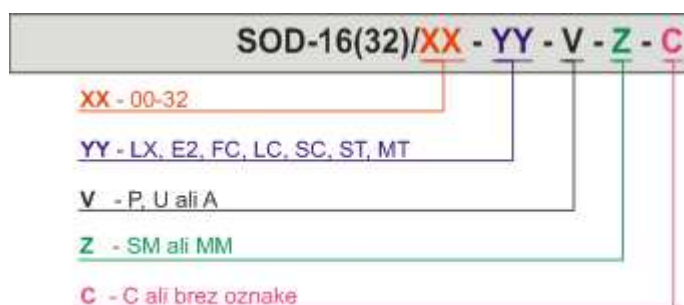 SOD-16(32)/XX - YY - V - Z - C
XX - 00-32
YY - LX, E2, FC, LC, SC, ST, MT
V - P, U ali A
Z - SM ali MM
C - C ali brez oznake